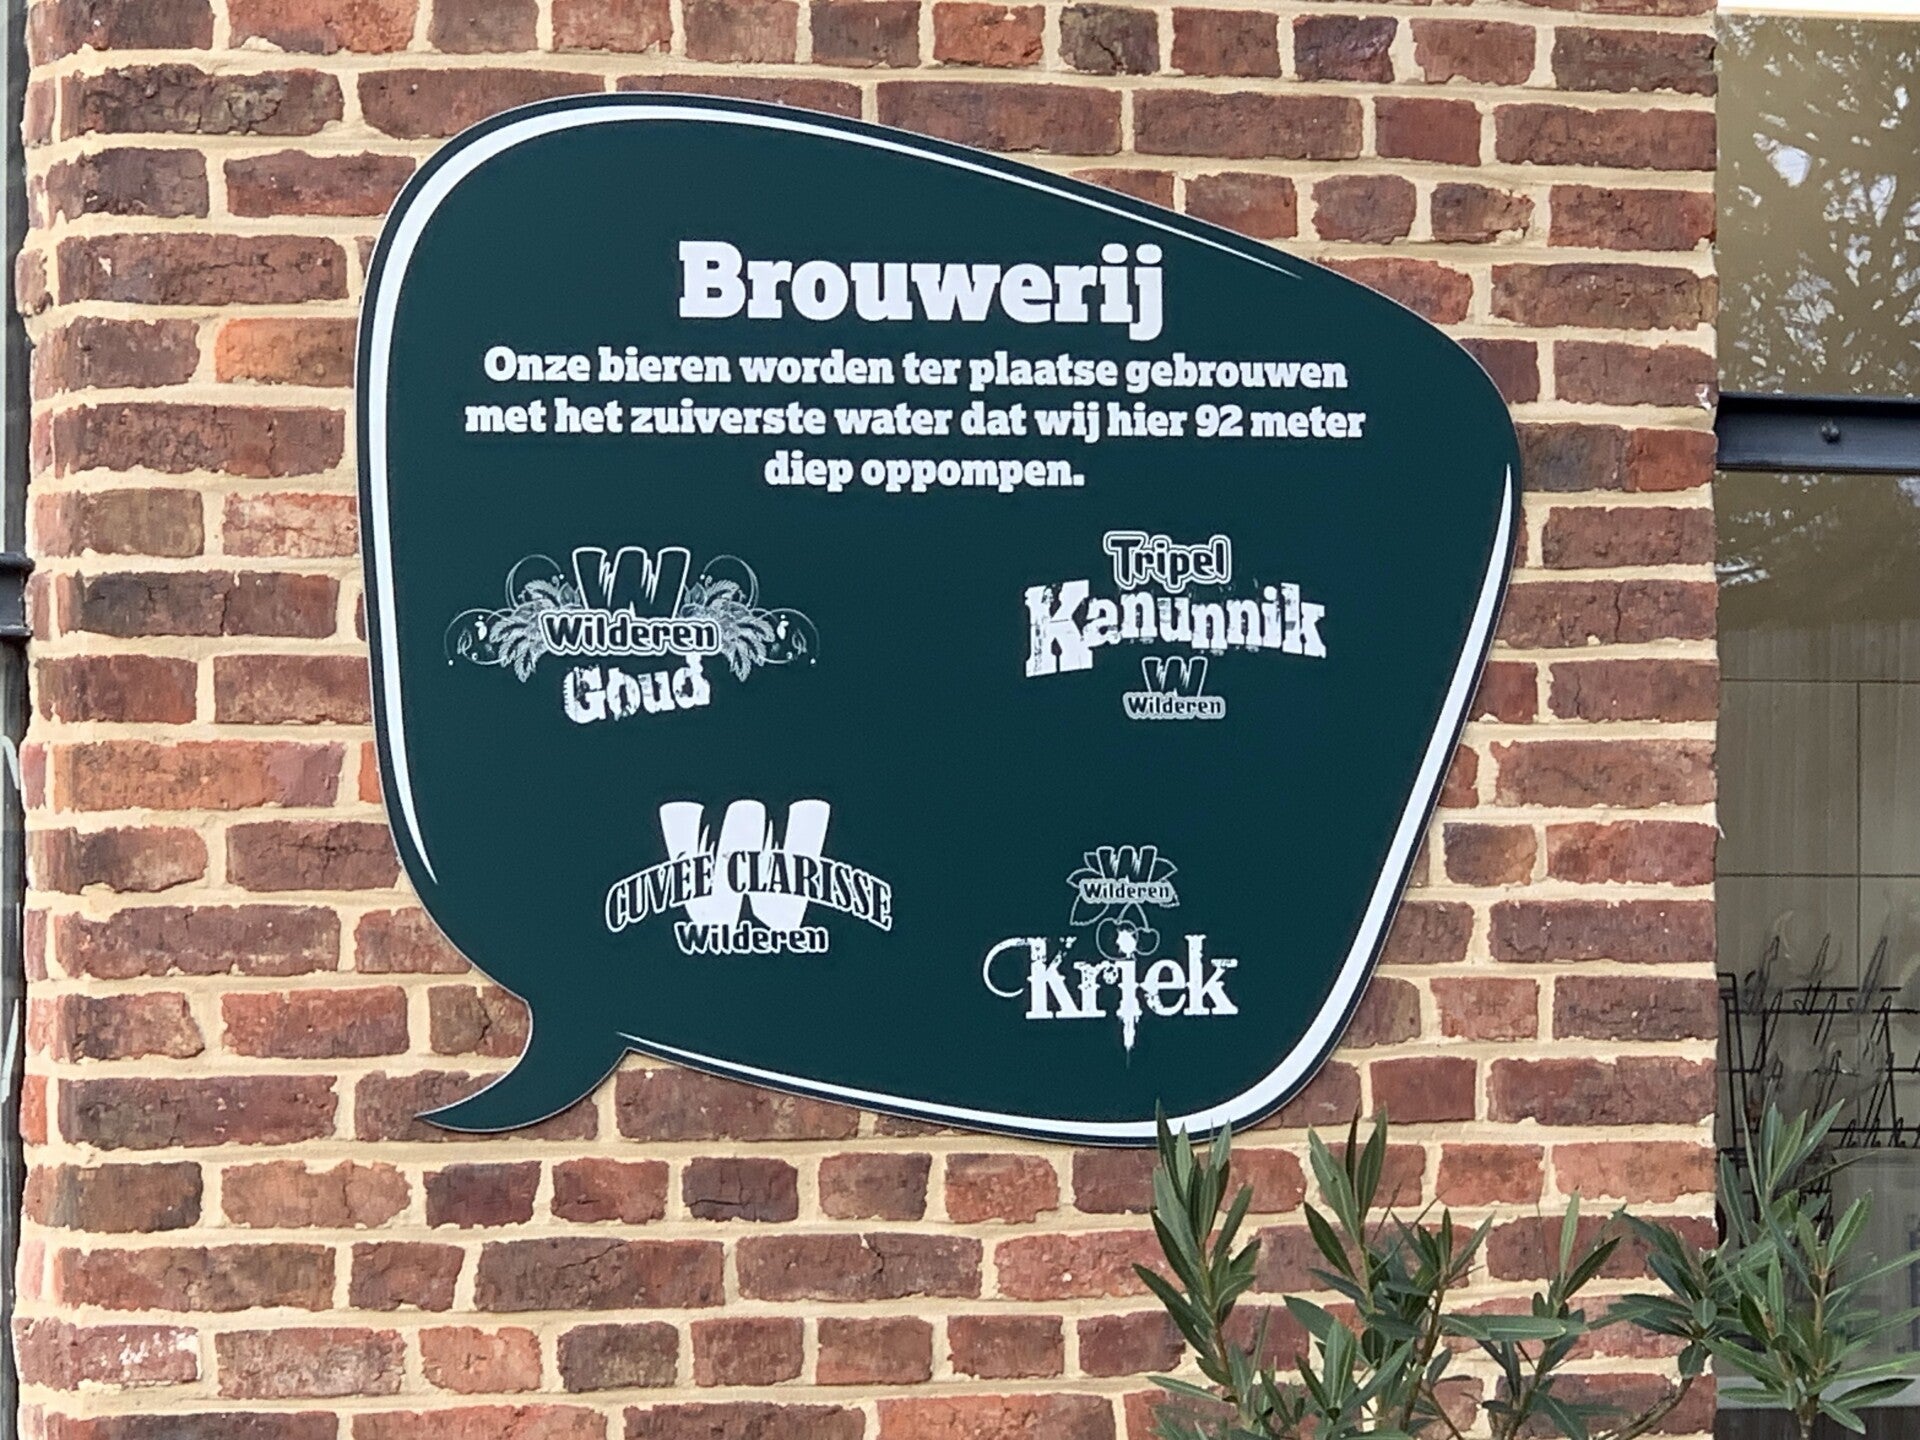 Brouwerij
Onze bieren worden ter plaatse gebrouwen
met het zuiverste water dat wij hier 92 meter
diep oppompen.
W
Wilderen
Goud
Tripel
Kanunnik
W
Wilderen
W
CUVÉE CLARISSE
Wilderen
W
Wilderen
Kriek